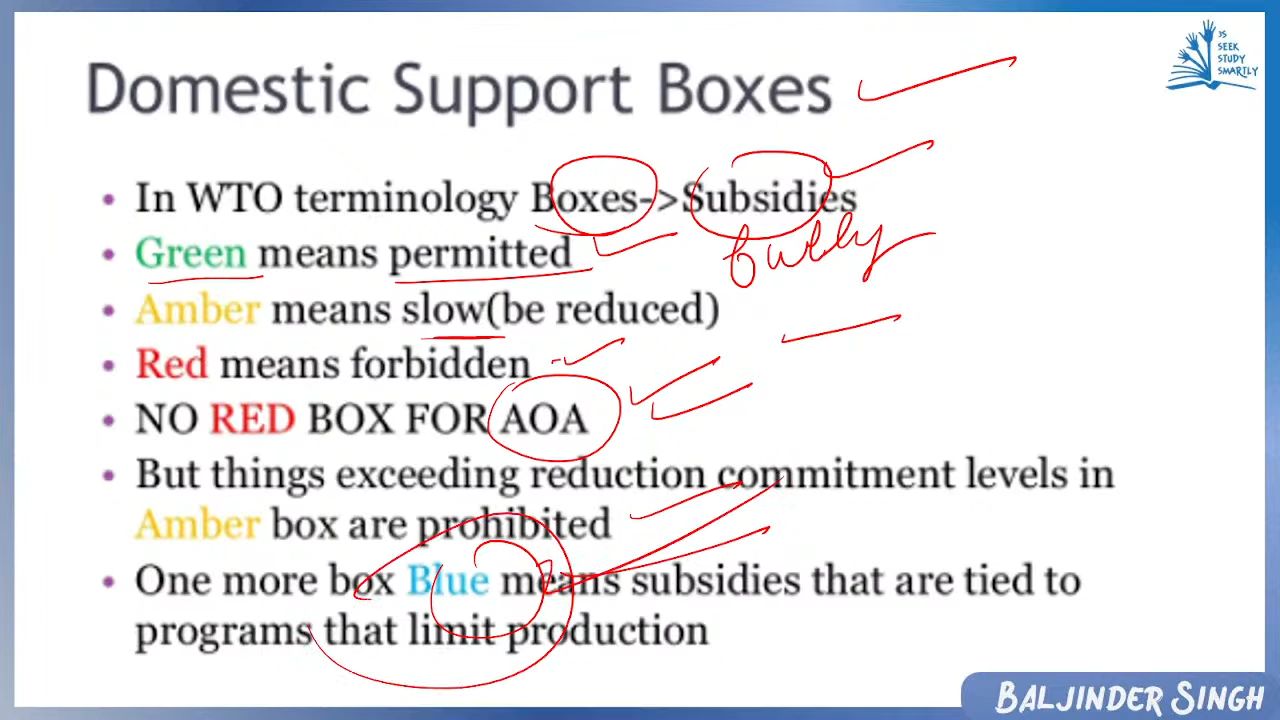 3S
SEEK
STUDY
SMARTLY
Domestic Support Boxes
• In WTO terminology Boxes->Subsidies
• Green means permitted
fully
• Amber means slow(be reduced)
• Red means forbidden
• NO RED BOX FOR AOA
• But things exceeding reduction commitment levels in
Amber box are prohibited
• One more box Blue means subsidies that are tied to
programs that limit production
BALJINDER SINGH